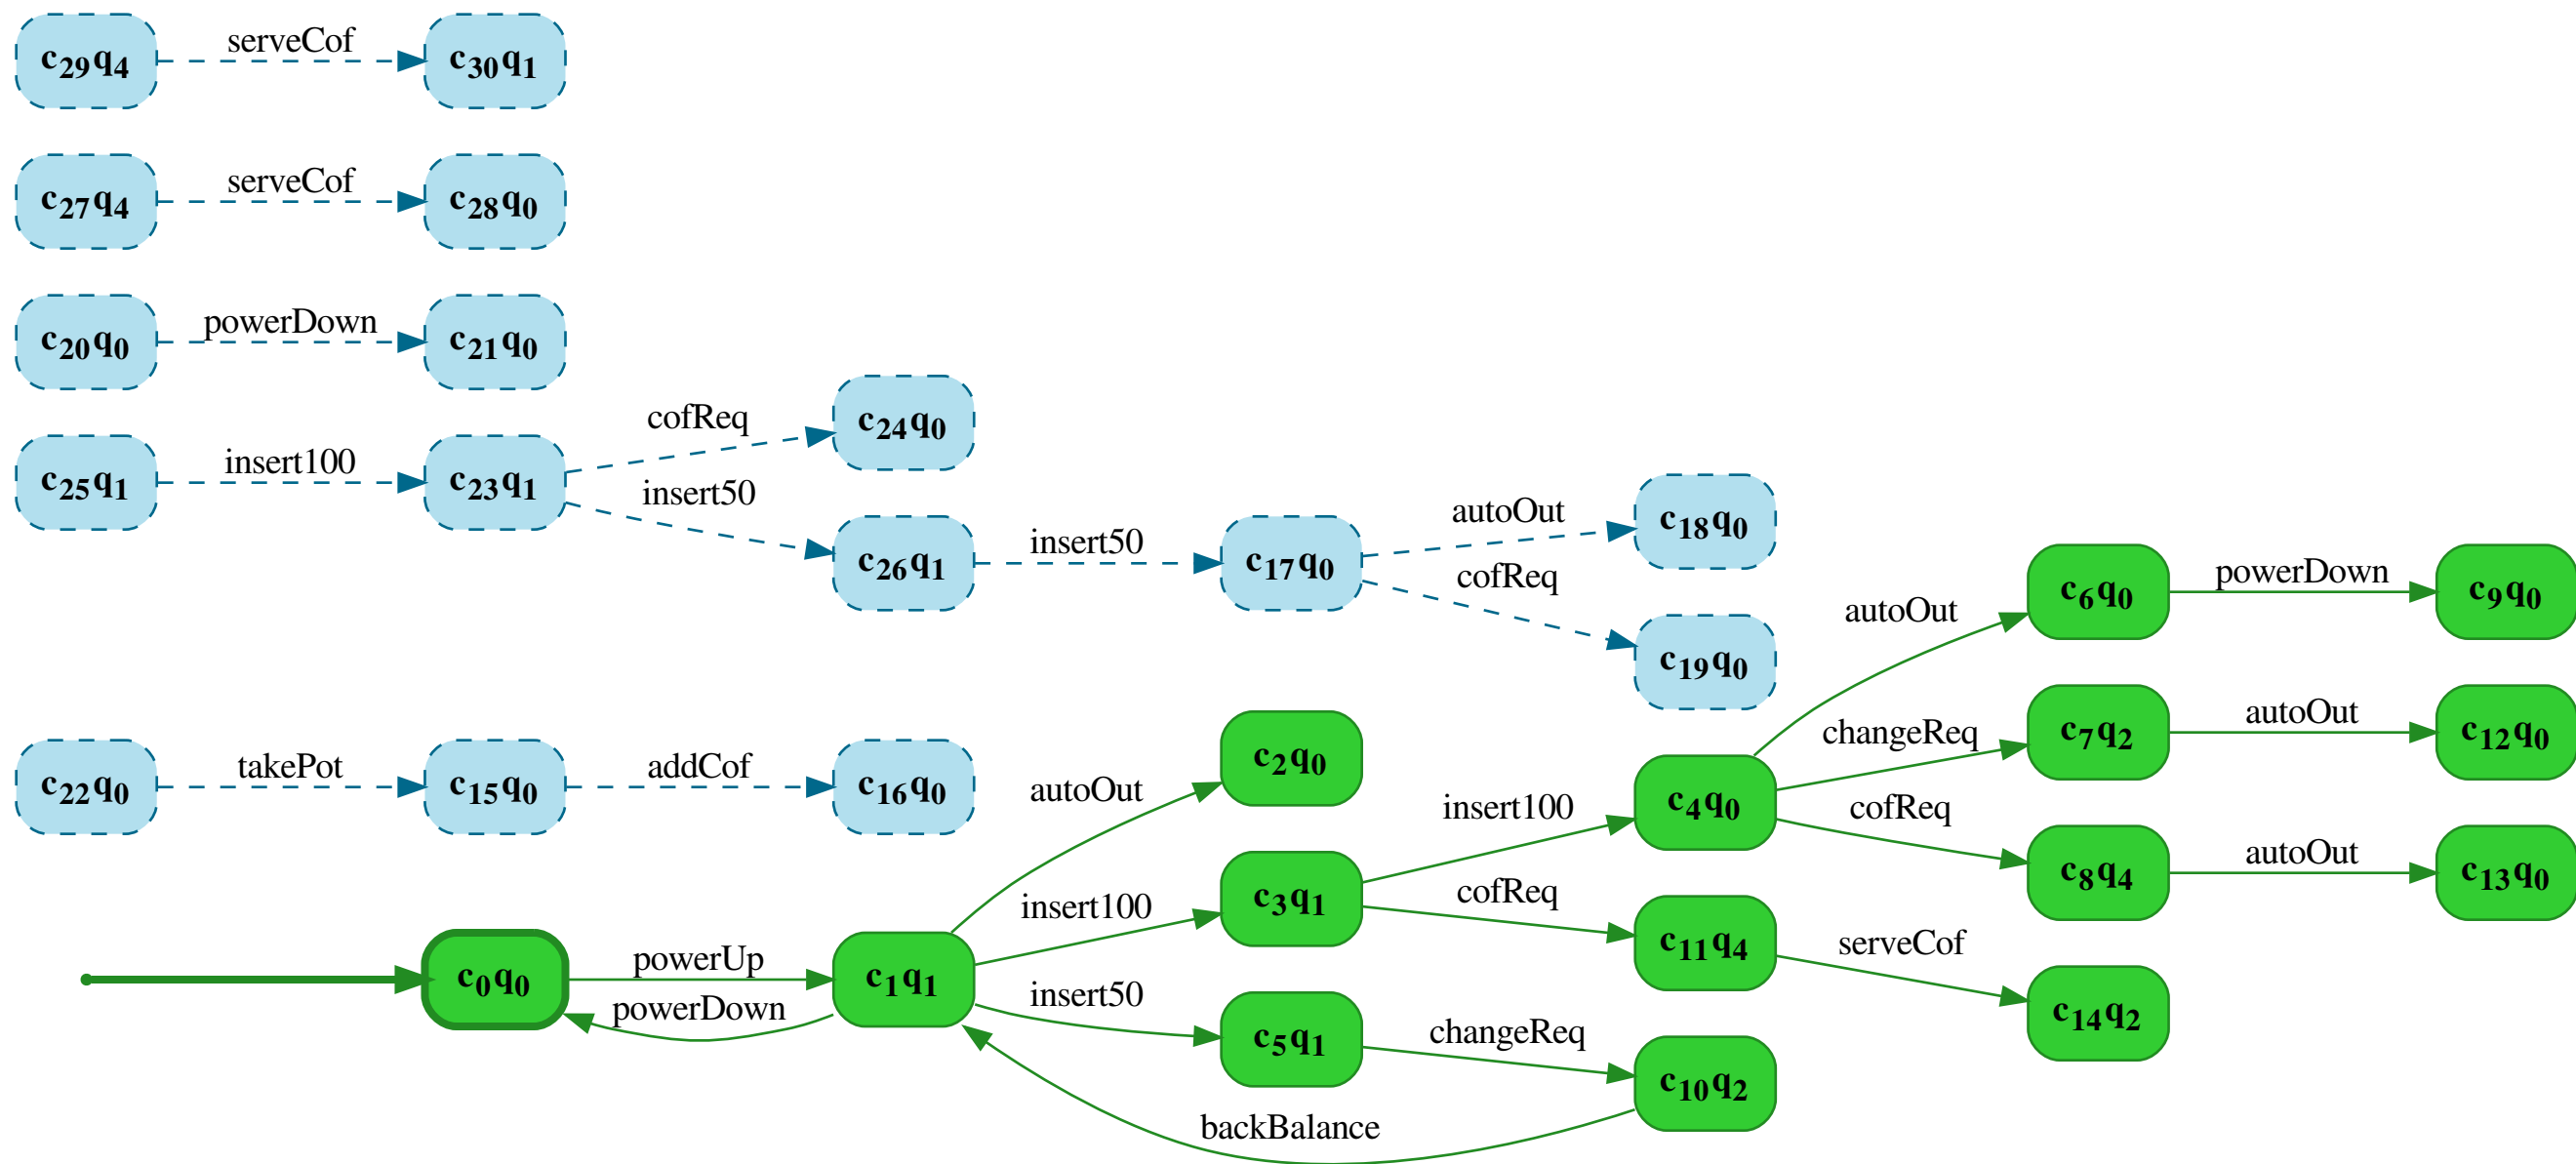 c29q4 serveCof c30q1
c27q4 serveCof c28q0
c20q0 powerDown c21q0
c25q1 insert100 c23q1
cofReq c24q0
insert50 c26q1 insert50 c17q0
autoOut c18q0
cofReq c19q0
c22q0 takePot c15q0 addCof c16q0
c0q0 powerUp c1q1
powerDown
autoOut c2q0
insert100 c3q1
insert50 c5q1
insert100 c4q0
cofReq c11q4
changeReq c10q2
backBalance
autoOut c6q0 powerDown c9q0
changeReq c7q2 autoOut c12q0
cofReq c8q4 autoOut c13q0
serveCof c14q2